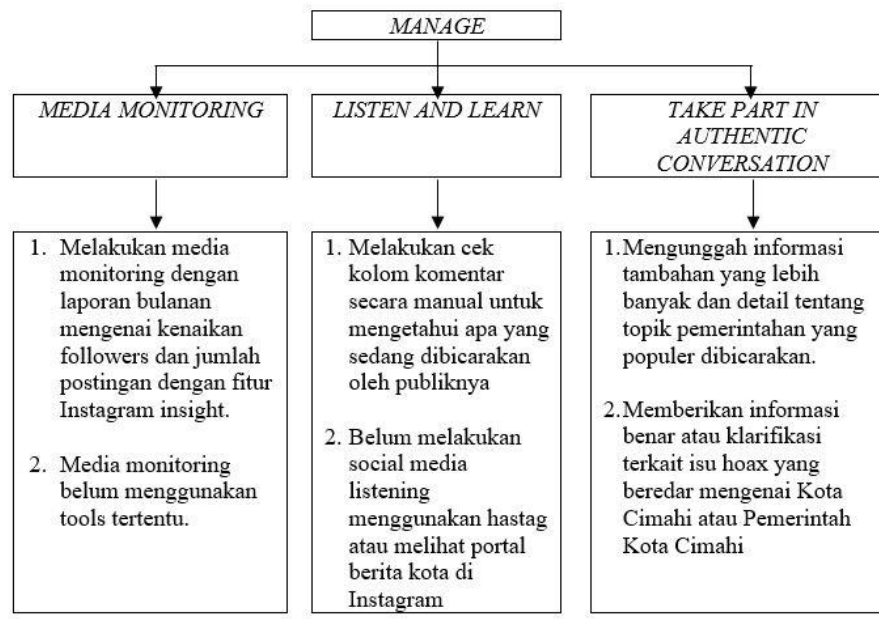 MANAGE
MEDIA MONITORING
LISTEN AND LEARN
TAKE PART IN
AUTHENTIC
CONVERSATION
1. Melakukan media
monitoring dengan
laporan bulanan
mengenai kenaikan
followers dan jumlah
postingan dengan fitur
Instagram insight.
2. Media monitoring
belum menggunakan
tools tertentu.
1. Melakukan cek
kolom komentar
secara manual untuk
mengetahui apa yang
sedang dibicarakan
oleh publiknya
2. Belum melakukan
social media
listening
menggunakan hastag
atau melihat portal
berita kota di
Instagram
1.Mengunggah informasi
tambahan yang lebih
banyak dan detail tentang
topik pemerintahan yang
populer dibicarakan.
2.Memberikan informasi
benar atau klarifikasi
terkait isu hoax yang
beredar mengenai Kota
Cimahi atau Pemerintah
Kota Cimahi